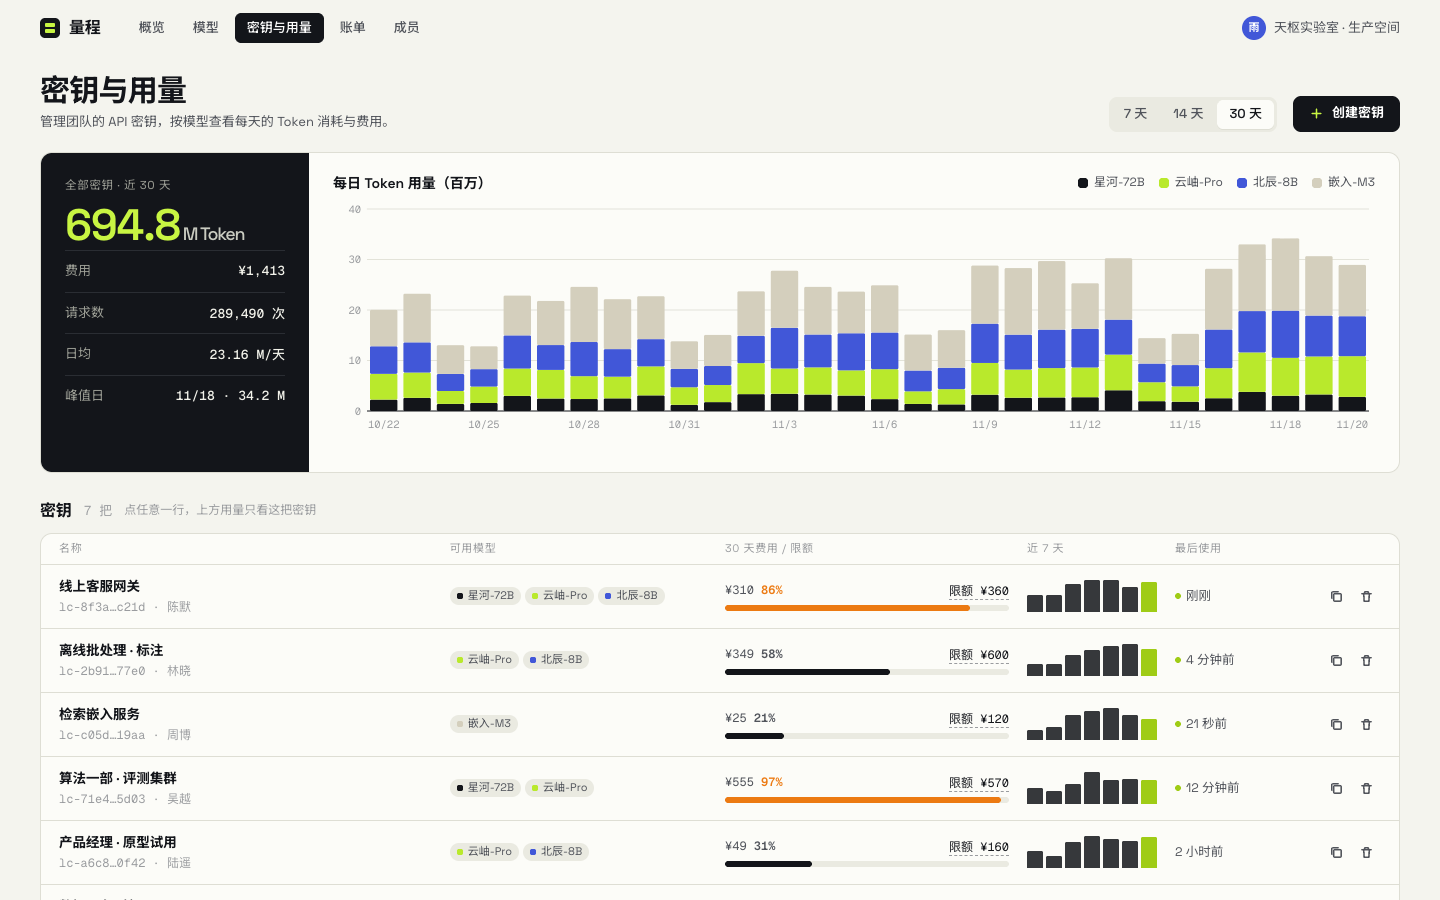 量程 概览 模型 密钥与用量 账单 成员 雨 天枢实验室 · 生产空间
密钥与用量
管理团队的 API 密钥，按模型查看每天的 Token 消耗与费用。
7 天 14 天 30 天 + 创建密钥
全部密钥 · 近 30 天
694.8 M Token
费用 ¥1,413
请求数 289,490 次
日均 23.16 M/天
峰值日 11/18 · 34.2 M
每日 Token 用量（百万） 星河-72B 云岫-Pro 北辰-8B 嵌入-M3
40
30
20
10
0
10/22 10/25 10/28 10/31 11/3 11/6 11/9 11/12 11/15 11/18 11/20
密钥 7 把 点任意一行，上方用量只看这把密钥
名称 可用模型 30 天费用 / 限额 近 7 天 最后使用
线上客服网关
lc-8f3a…c21d · 陈默
星河-72B 云岫-Pro 北辰-8B
¥310 86% 限额 ¥360
刚刚
离线批处理 · 标注
lc-2b91…77e0 · 林晓
云岫-Pro 北辰-8B
¥349 58% 限额 ¥600
4 分钟前
检索嵌入服务
lc-c05d…19aa · 周博
嵌入-M3
¥25 21% 限额 ¥120
21 秒前
算法一部 · 评测集群
lc-71e4…5d03 · 吴越
星河-72B 云岫-Pro
¥555 97% 限额 ¥570
12 分钟前
产品经理 · 原型试用
lc-a6c8…0f42 · 陆遥
云岫-Pro 北辰-8B
¥49 31% 限额 ¥160
2 小时前